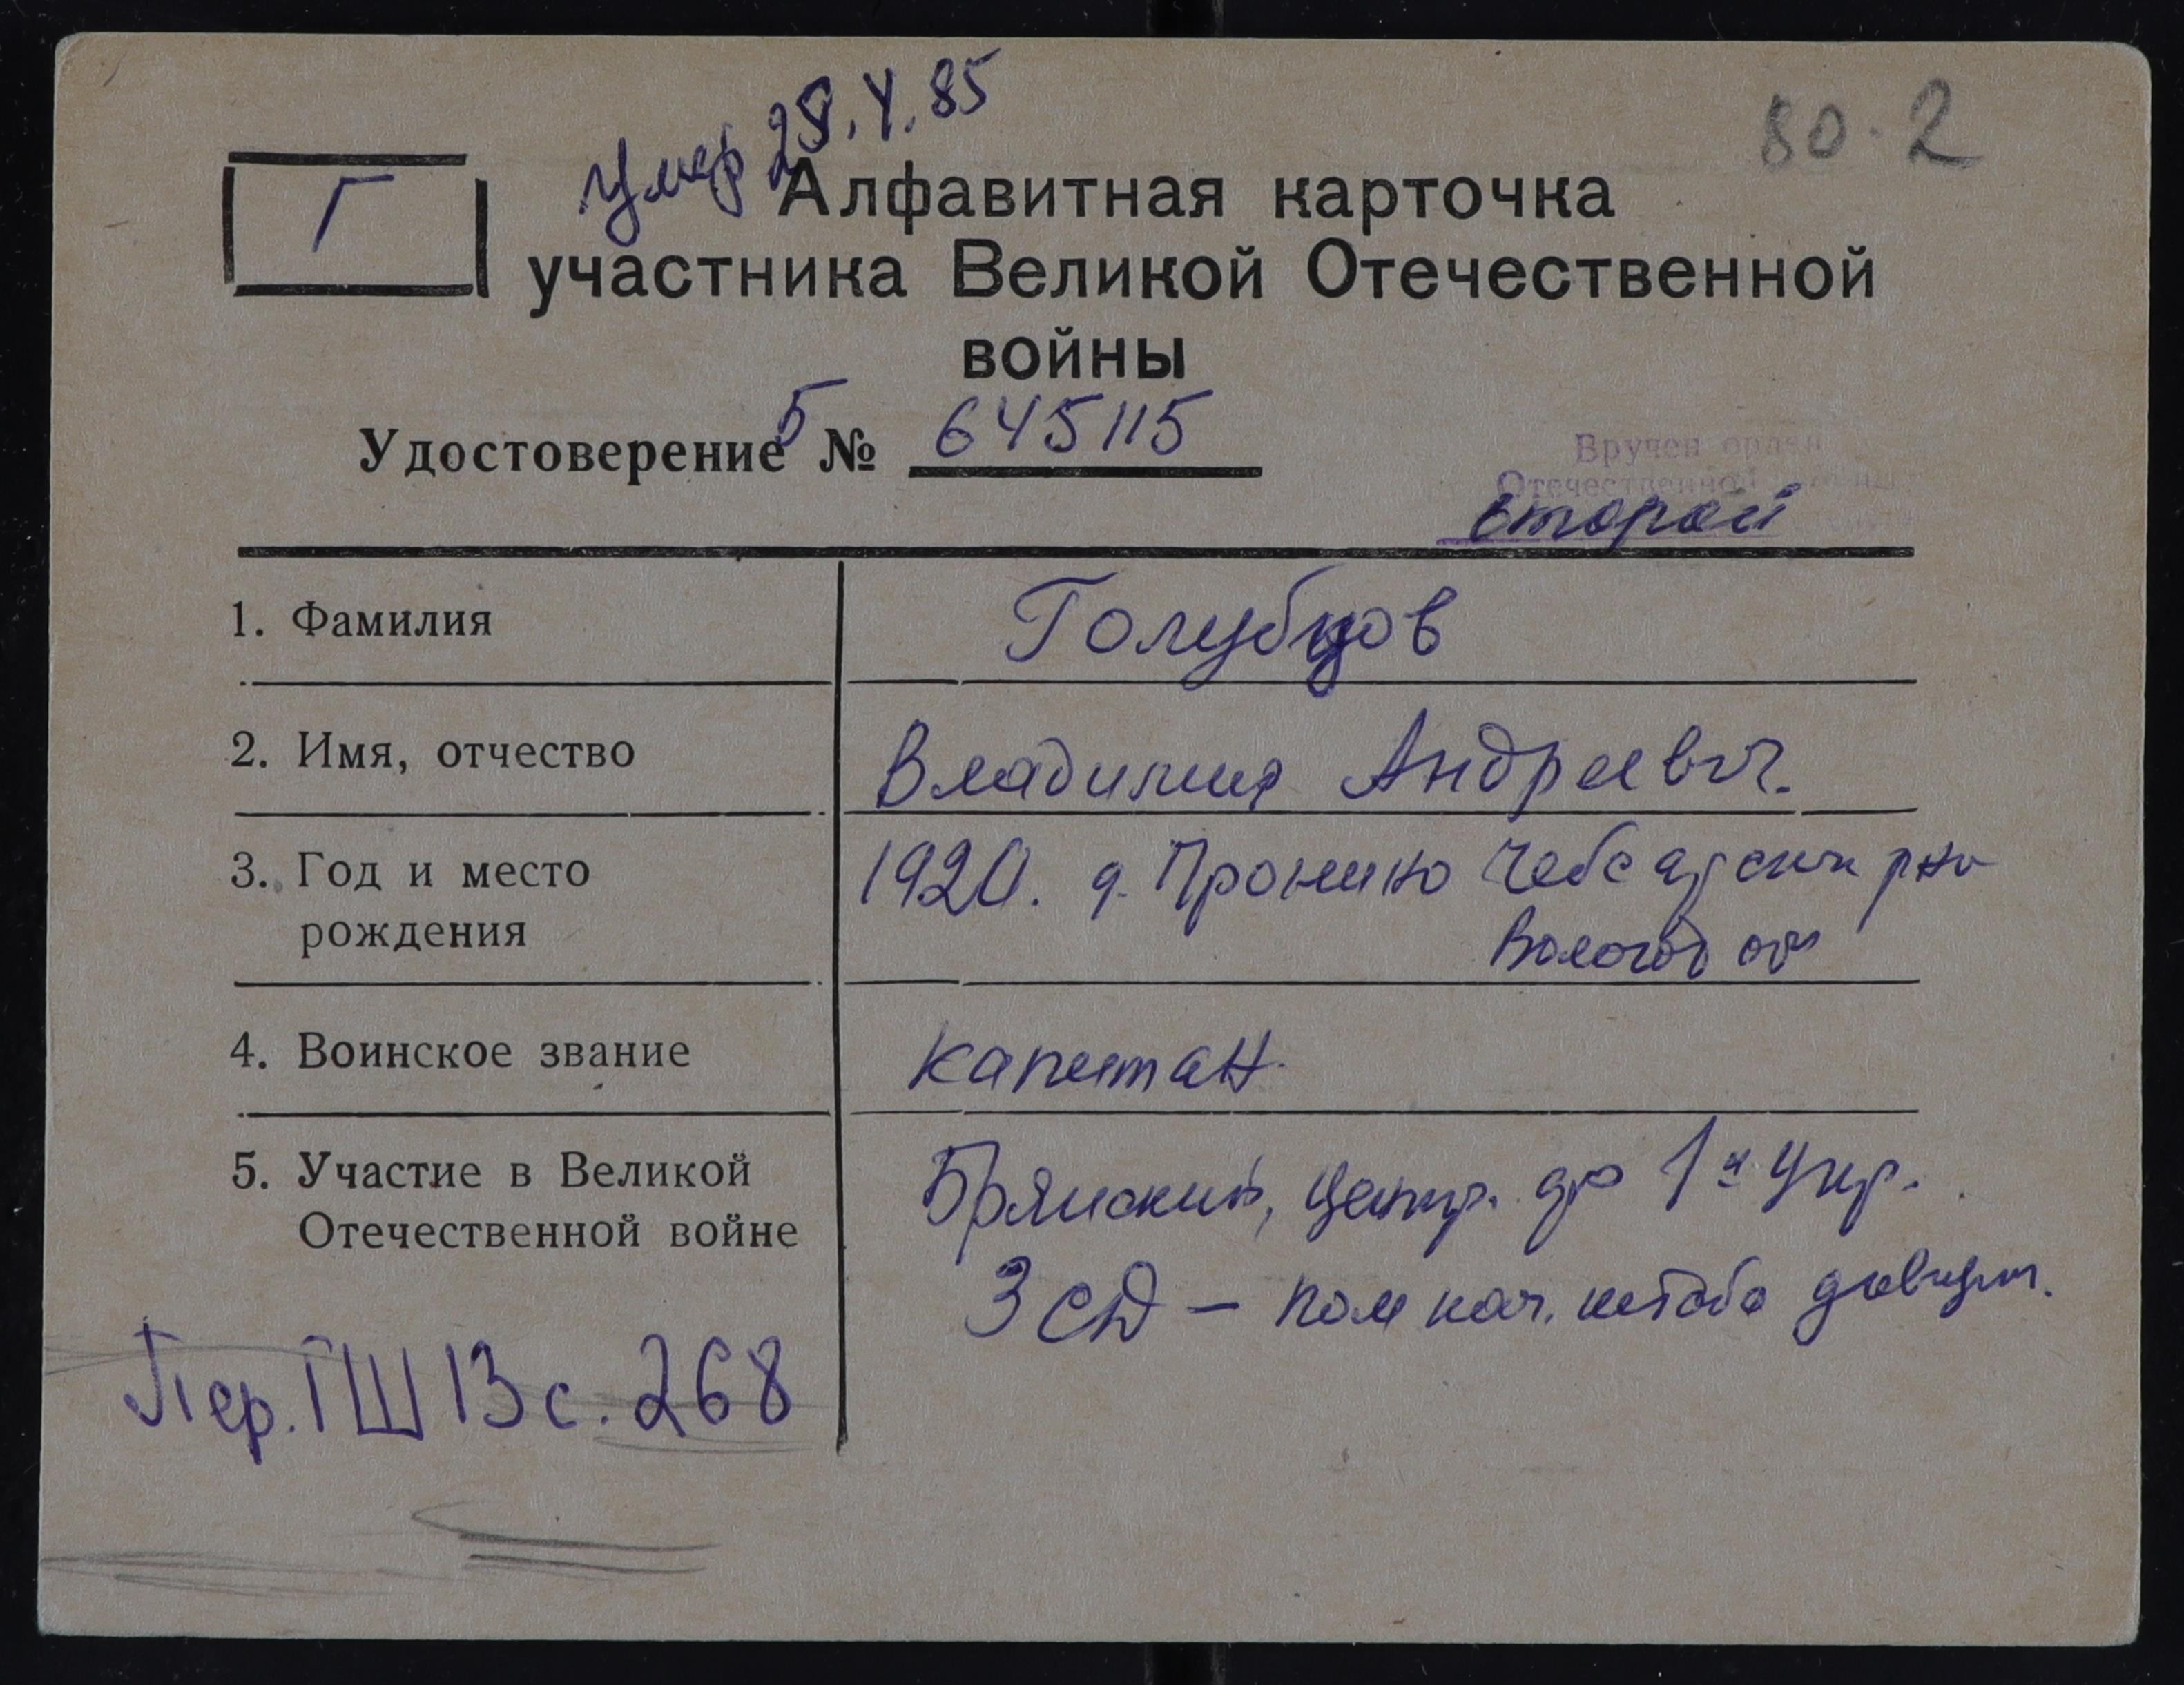 умер 28.V.85
80-2
Г
Алфавитная карточка
участника Великой Отечественной
войны
Удостоверение Б № 645115
Вручен орден
Отечественной войны
второй
1. Фамилия
Голубцов
2. Имя, отчество
Владимир Андреевич.
3. Год и место
рождения
1920. д. Пронино Чебсарский р-на
Вологод обл
4. Воинское звание
капитан
5. Участие в Великой
Отечественной войне
Брянский, Центр. до 1й Укр.
3 СД – пом нач. штаба дивизии.
Пер. ГШ 13 с. 268